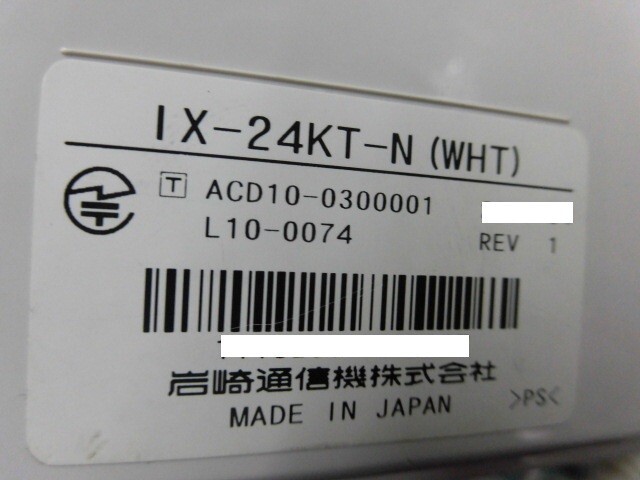 IX-24KT-N (WHT)
T ACD10-0300001
L10-0074
REV 1
岩崎通信機株式会社
MADE IN JAPAN
>PS<